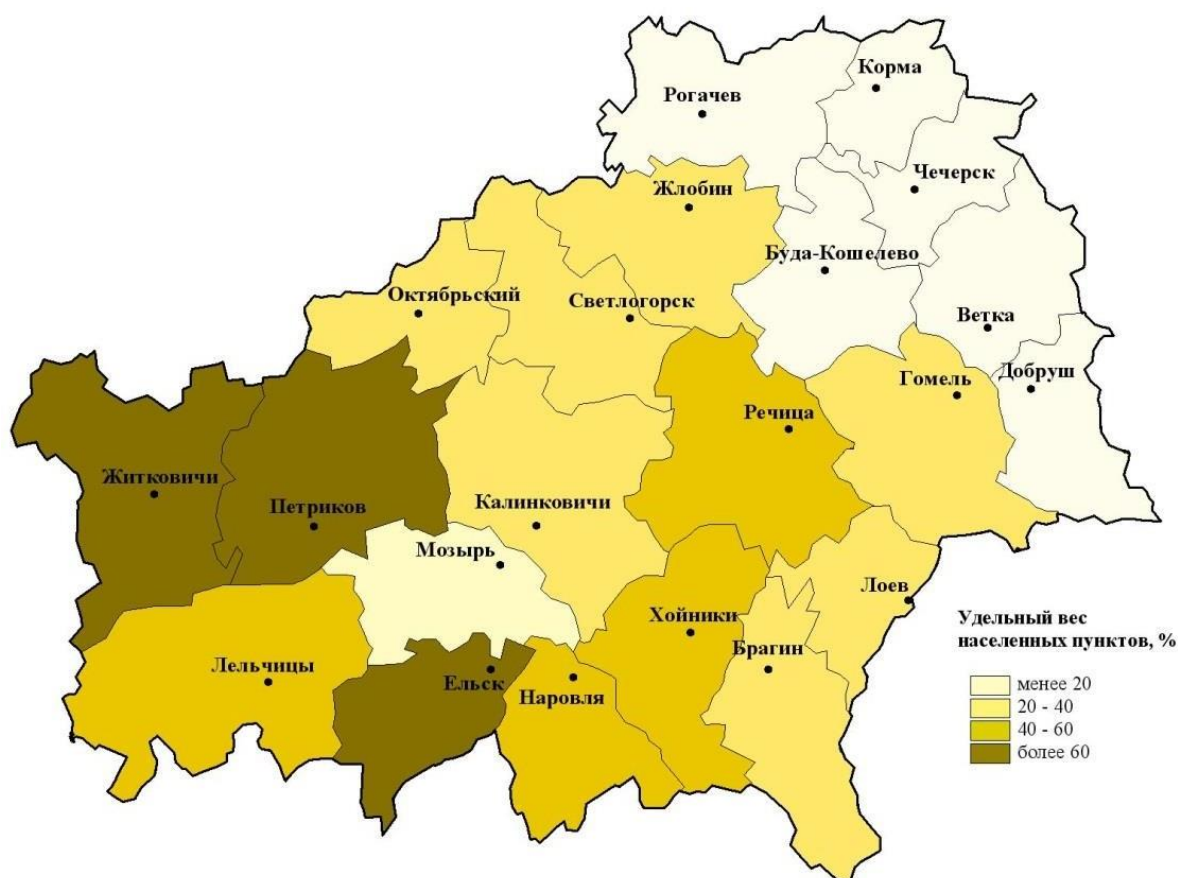 Корма
Рогачев
Чечерск
Жлобин
Буда-Кошелево
Октябрьский
Светлогорск
Ветка
Добруш
Гомель
Речица
Житковичи
Петриков
Калинковичи
Мозырь
Лоев
Хойники
Брагин
Лельчицы
Ельск
Наровля
Удельный вес
населенных пунктов, %
менее 20
20 - 40
40 - 60
более 60